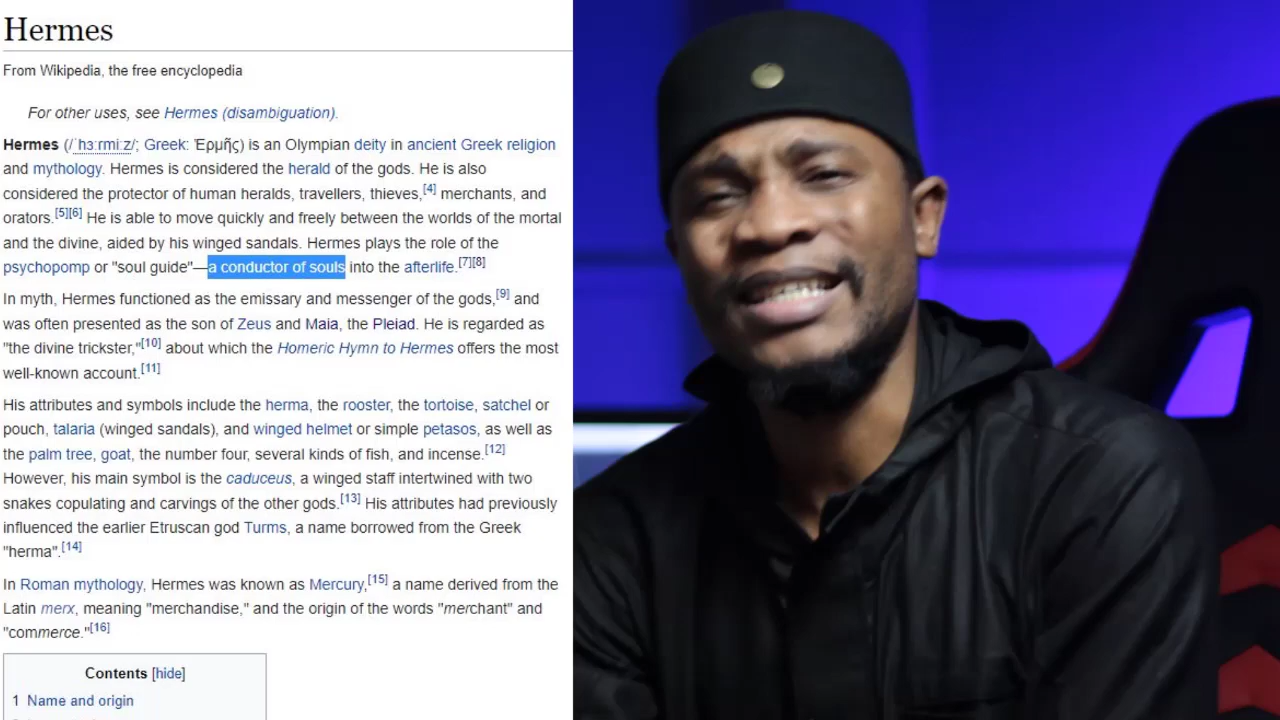 Hermes
From Wikipedia, the free encyclopedia
For other uses, see Hermes (disambiguation).
Hermes (/ˈhɜːrmiːz/; Greek: Ἑρμῆς) is an Olympian deity in ancient Greek religion
and mythology. Hermes is considered the herald of the gods. He is also
considered the protector of human heralds, travellers, thieves,[4] merchants, and
orators.[5][6] He is able to move quickly and freely between the worlds of the mortal
and the divine, aided by his winged sandals. Hermes plays the role of the
psychopomp or "soul guide"—a conductor of souls into the afterlife.[7][8]
In myth, Hermes functioned as the emissary and messenger of the gods,[9] and
was often presented as the son of Zeus and Maia, the Pleiad. He is regarded as
"the divine trickster,"[10] about which the Homeric Hymn to Hermes offers the most
well-known account.[11]
His attributes and symbols include the herma, the rooster, the tortoise, satchel or
pouch, talaria (winged sandals), and winged helmet or simple petasos, as well as
the palm tree, goat, the number four, several kinds of fish, and incense.[12]
However, his main symbol is the caduceus, a winged staff intertwined with two
snakes copulating and carvings of the other gods.[13] His attributes had previously
influenced the earlier Etruscan god Turms, a name borrowed from the Greek
"herma".[14]
In Roman mythology, Hermes was known as Mercury,[15] a name derived from the
Latin merx, meaning "merchandise," and the origin of the words "merchant" and
"commerce."[16]
Contents [hide]
1 Name and origin